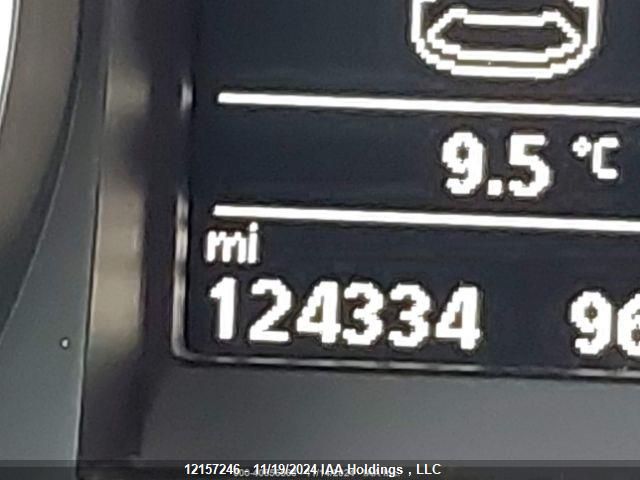 9.5 °C
mi
124334 96
12157246 - 11/19/2024 IAA Holdings , LLC